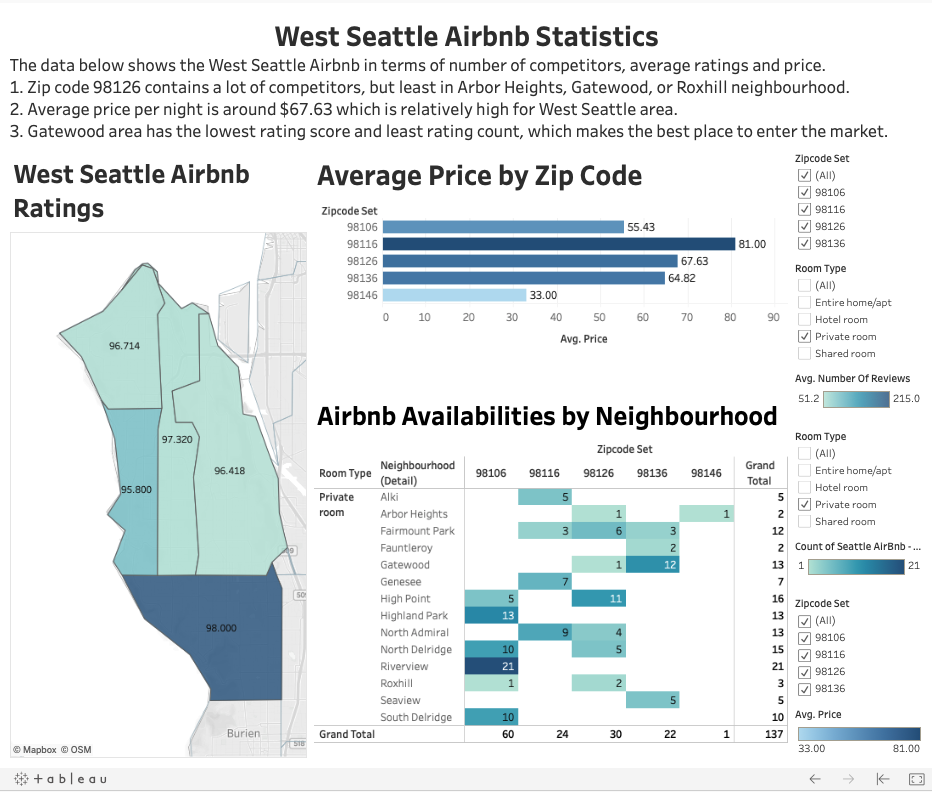 West Seattle Airbnb Statistics
The data below shows the West Seattle Airbnb in terms of number of competitors, average ratings and price.
1. Zip code 98126 contains a lot of competitors, but least in Arbor Heights, Gatewood, or Roxhill neighbourhood.
2. Average price per night is around $67.63 which is relatively high for West Seattle area.
3. Gatewood area has the lowest rating score and least rating count, which makes the best place to enter the market.
West Seattle Airbnb
Ratings
96.714
97.320
96.418
95.800
98.000
Burien
509
518
© Mapbox © OSM
Average Price by Zip Code
Zipcode Set
98106 55.43
98116 81.00
98126 67.63
98136 64.82
98146 33.00
0 10 20 30 40 50 60 70 80 90
Avg. Price
Airbnb Availabilities by Neighbourhood
Zipcode Set
Room Type Neighbourhood (Detail) 98106 98116 98126 98136 98146 Grand Total
Private room
Alki 5 5
Arbor Heights 1 1 2
Fairmount Park 3 6 3 12
Fauntleroy 2 2
Gatewood 1 12 13
Genesee 7 7
High Point 5 11 16
Highland Park 13 13
North Admiral 9 4 13
North Delridge 10 5 15
Riverview 21 21
Roxhill 1 2 3
Seaview 5 5
South Delridge 10 10
Grand Total 60 24 30 22 1 137
Zipcode Set
(All)
98106
98116
98126
98136
Room Type
(All)
Entire home/apt
Hotel room
Private room
Shared room
Avg. Number Of Reviews
51.2 215.0
Room Type
(All)
Entire home/apt
Hotel room
Private room
Shared room
Count of Seattle AirBnb - ...
1 21
Zipcode Set
(All)
98106
98116
98126
98136
Avg. Price
33.00 81.00
+ a b l e a u